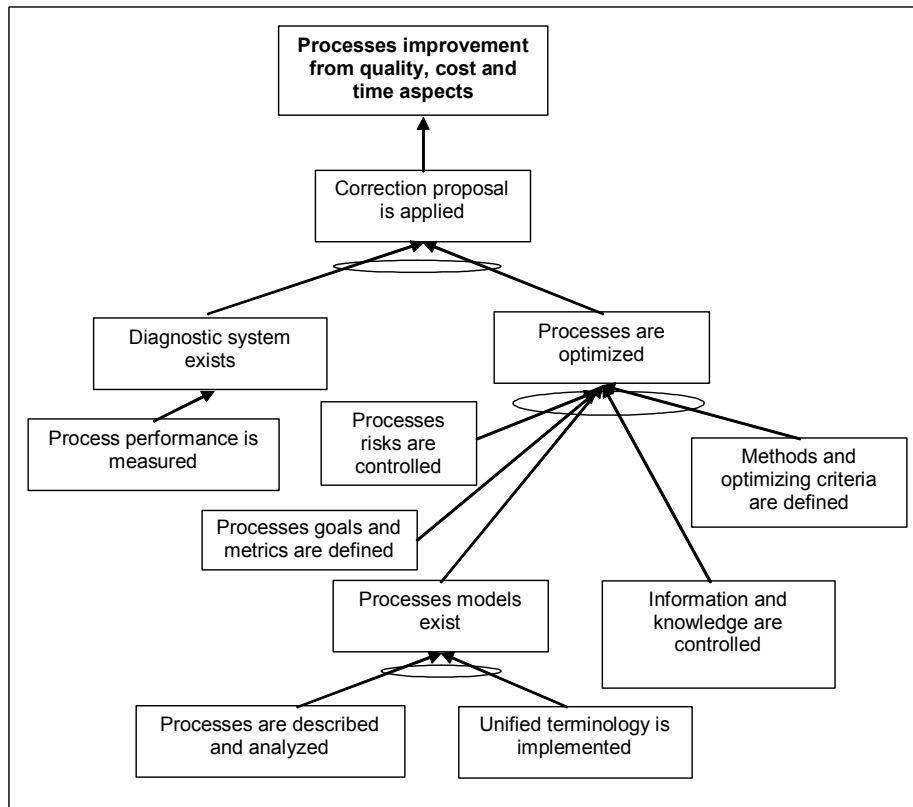 Processes improvement
from quality, cost and
time aspects
Correction proposal
is applied
Diagnostic system
exists
Processes are
optimized
Process performance is
measured
Processes
risks are
controlled
Methods and
optimizing criteria
are defined
Processes goals and
metrics are defined
Processes models
exist
Information and
knowledge are
controlled
Processes are described
and analyzed
Unified terminology is
implemented